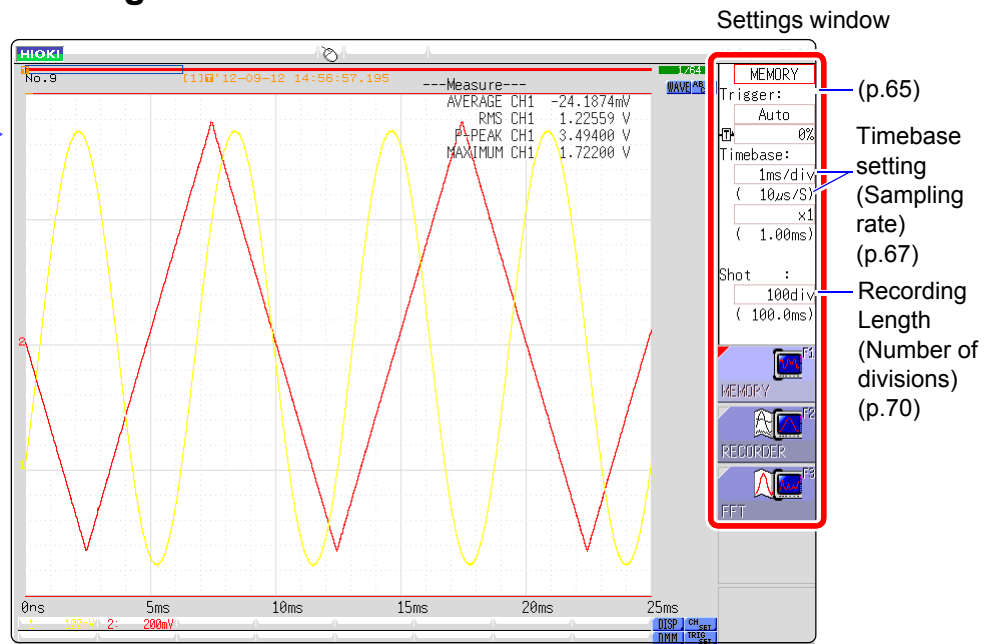 Settings window
HIOKI
No.9
[1]T'12-09-12 14:56:57.195
1/64
---Measure---
AVERAGE CH1 -24.1874mV
RMS CH1 1.22559 V
P-PEAK CH1 3.49400 V
MAXIMUM CH1 1.72200 V
WAVE
MEMORY
Trigger:
Auto
T 0%
Timebase:
1ms/div
( 10µs/S)
x1
( 1.00ms)
Shot :
100div
( 100.0ms)
F1
MEMORY
F2
RECORDER
F3
FFT
(p.65)
Timebase
setting
(Sampling
rate)
(p.67)
Recording
Length
(Number of
divisions)
(p.70)
2
0ns 5ms 10ms 15ms 20ms 25ms
1: 100mV 2: 200mV
DISP CH SET
DMM TRIG SET